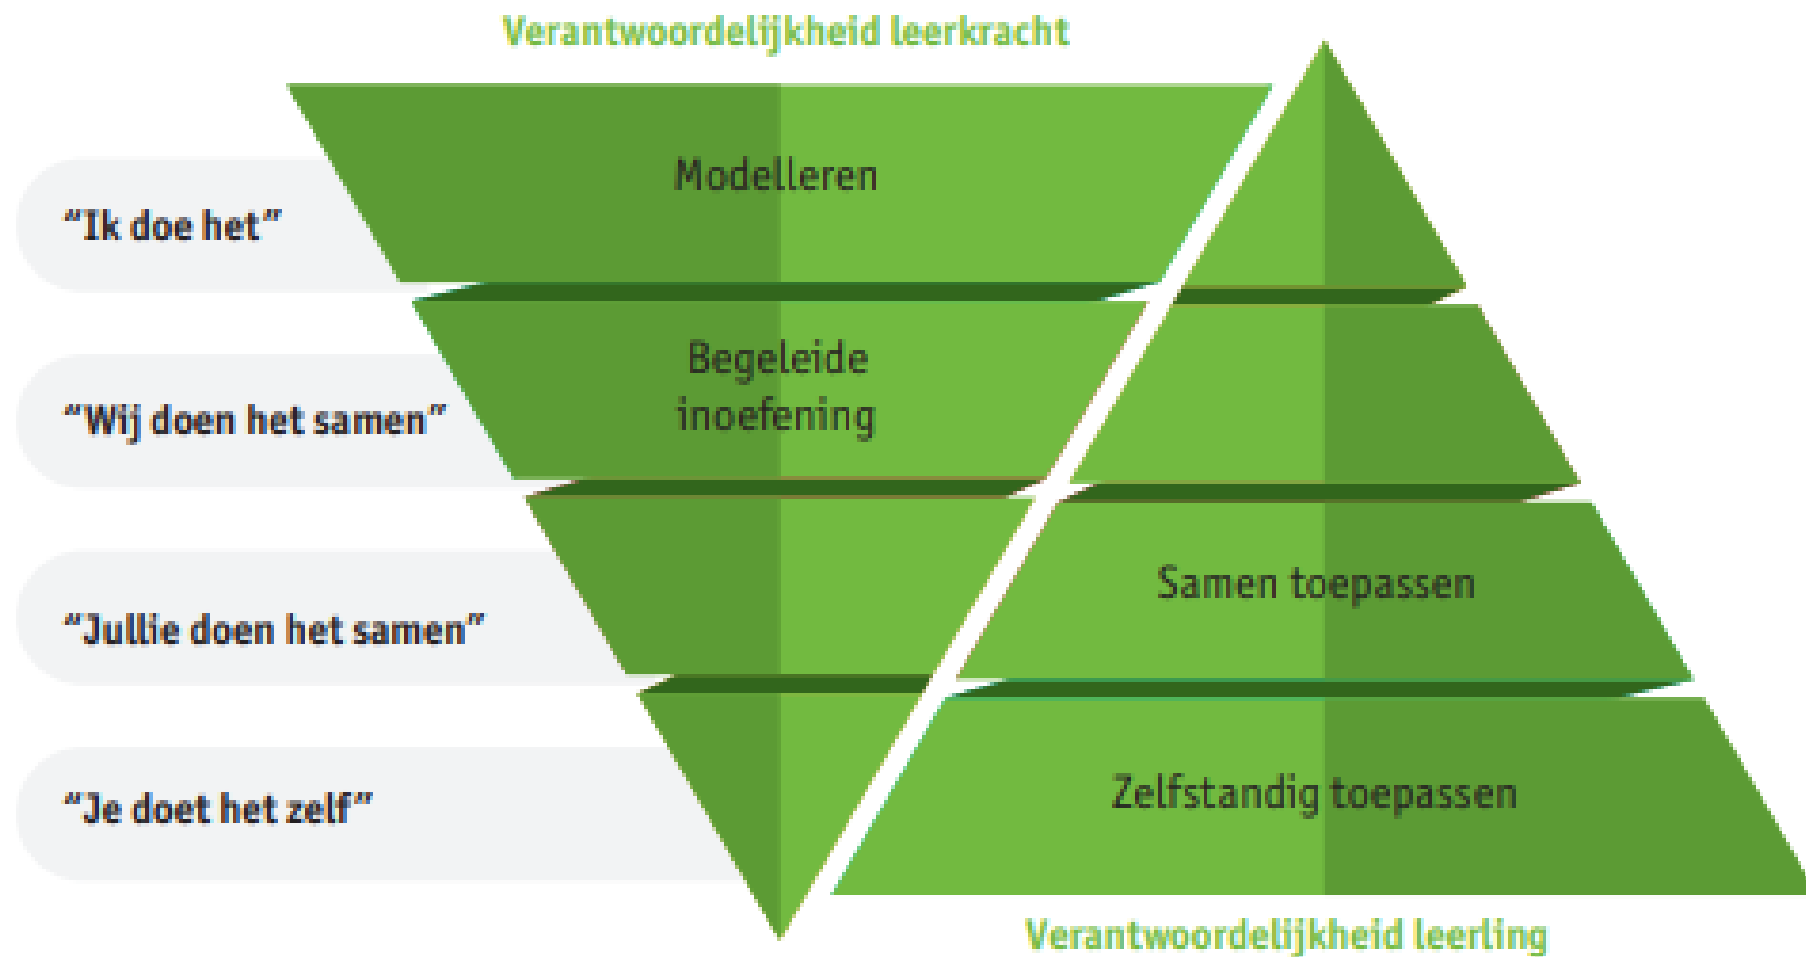 Verantwoordelijkheid leerkracht
Modelleren
“Ik doe het”
Begeleide
inoefening
“Wij doen het samen”
Samen toepassen
“Jullie doen het samen”
Zelfstandig toepassen
“Je doet het zelf”
Verantwoordelijkheid leerling